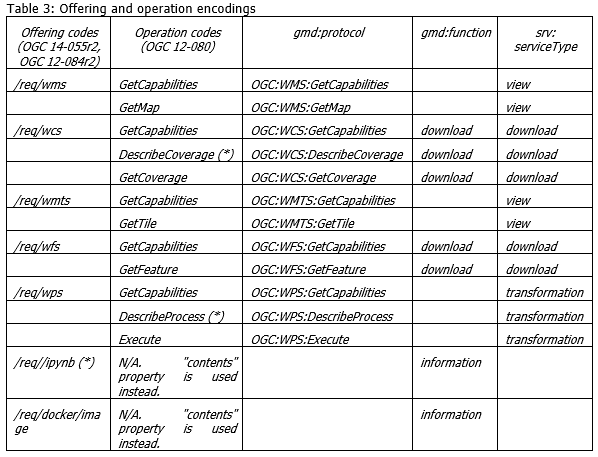 Table 3: Offering and operation encodings
Offering codes (OGC 14-055r2, OGC 12-084r2) Operation codes (OGC 12-080) gmd:protocol gmd:function srv: serviceType
/req/wms GetCapabilities OGC:WMS:GetCapabilities view
GetMap OGC:WMS:GetMap view
/req/wcs GetCapabilities OGC:WCS:GetCapabilities download download
DescribeCoverage (*) OGC:WCS:DescribeCoverage download download
GetCoverage OGC:WCS:GetCoverage download download
/req/wmts GetCapabilities OGC:WMTS:GetCapabilities view
GetTile OGC:WMTS:GetTile view
/req/wfs GetCapabilities OGC:WFS:GetCapabilities download download
GetFeature OGC:WFS:GetFeature download download
/req/wps GetCapabilities OGC:WPS:GetCapabilities transformation
DescribeProcess (*) OGC:WPS:DescribeProcess transformation
Execute OGC:WPS:Execute transformation
/req//ipynb (*) N/A. "contents" information
property is used
instead.
/req/docker/ima N/A. "contents" information
ge property is used
instead.